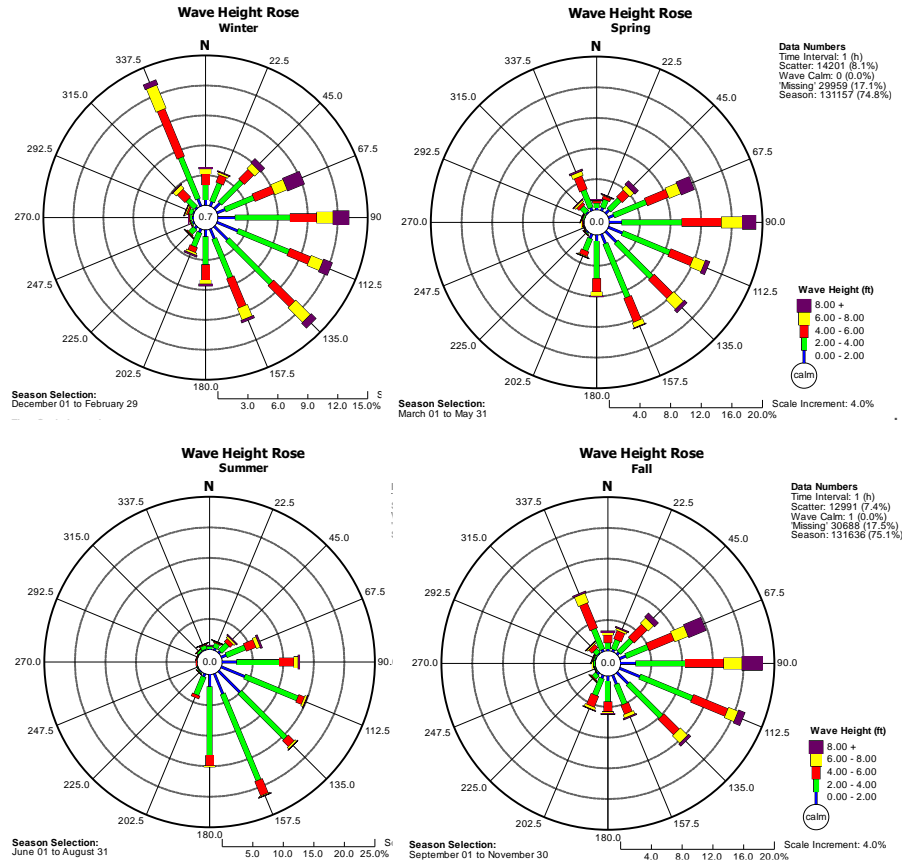 Wave Height Rose
Winter
N
22.5
45.0
67.5
90
112.5
135.0
157.5
180.0
202.5
225.0
247.5
270.0
292.5
315.0
337.5
0.7
Season Selection:
December 01 to February 29
3.0 6.0 9.0 12.0 15.0%
S
Wave Height Rose
Spring
N
22.5
45.0
67.5
90.0
112.5
135.0
157.5
180.0
202.5
225.0
247.5
270.0
292.5
315.0
337.5
0.0
Data Numbers
Time Interval: 1 (h)
Scatter: 14201 (8.1%)
Wave Calm: 0 (0.0%)
'Missing' 29959 (17.1%)
Season: 131157 (74.8%)
Wave Height (ft)
8.00 +
6.00 - 8.00
4.00 - 6.00
2.00 - 4.00
0.00 - 2.00
calm
Season Selection:
March 01 to May 31
4.0 8.0 12.0 16.0 20.0%
Scale Increment: 4.0%
Wave Height Rose
Summer
N
22.5
45.0
67.5
90.
112.5
135.0
157.5
180.0
202.5
225.0
247.5
270.0
292.5
315.0
337.5
0.0
Season Selection:
June 01 to August 31
5.0 10.0 15.0 20.0 25.0%
S
Wave Height Rose
Fall
N
22.5
45.0
67.5
90.0
112.5
135.0
157.5
180.0
202.5
225.0
247.5
270.0
292.5
315.0
337.5
0.0
Data Numbers
Time Interval: 1 (h)
Scatter: 12991 (7.4%)
Wave Calm: 1 (0.0%)
'Missing' 30688 (17.5%)
Season: 131636 (75.1%)
Wave Height (ft)
8.00 +
6.00 - 8.00
4.00 - 6.00
2.00 - 4.00
0.00 - 2.00
calm
Season Selection:
September 01 to November 30
4.0 8.0 12.0 16.0 20.0%
Scale Increment: 4.0%